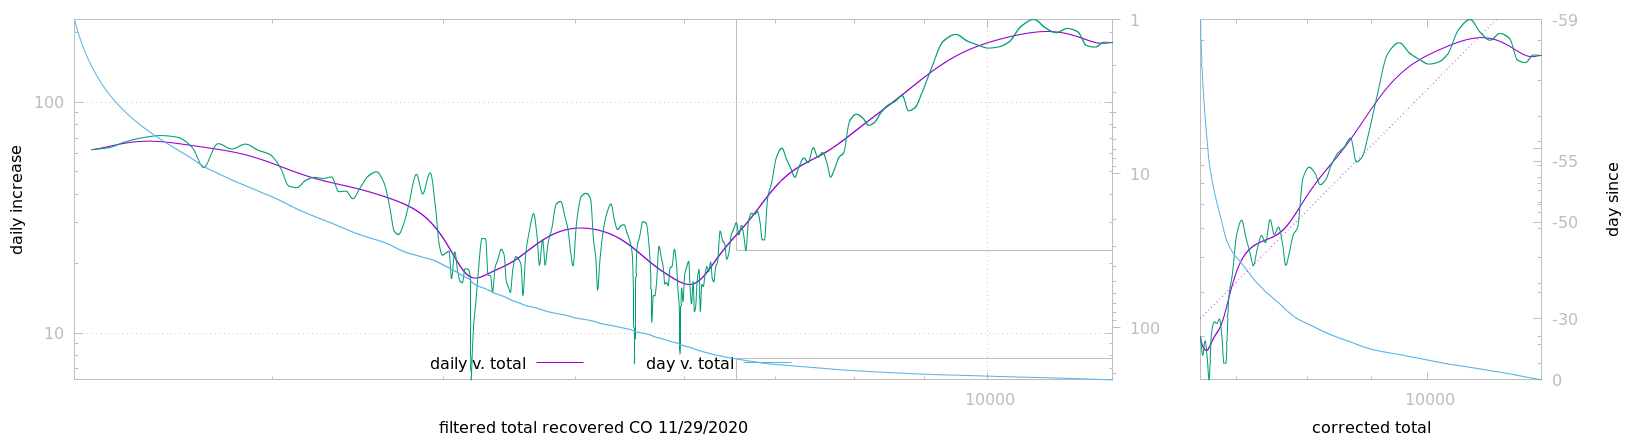 daily increase
100
10
daily v. total
day v. total
10000
filtered total recovered CO 11/29/2020
1
10
100
10000
corrected total
-59
-55
-50
-30
0
day since